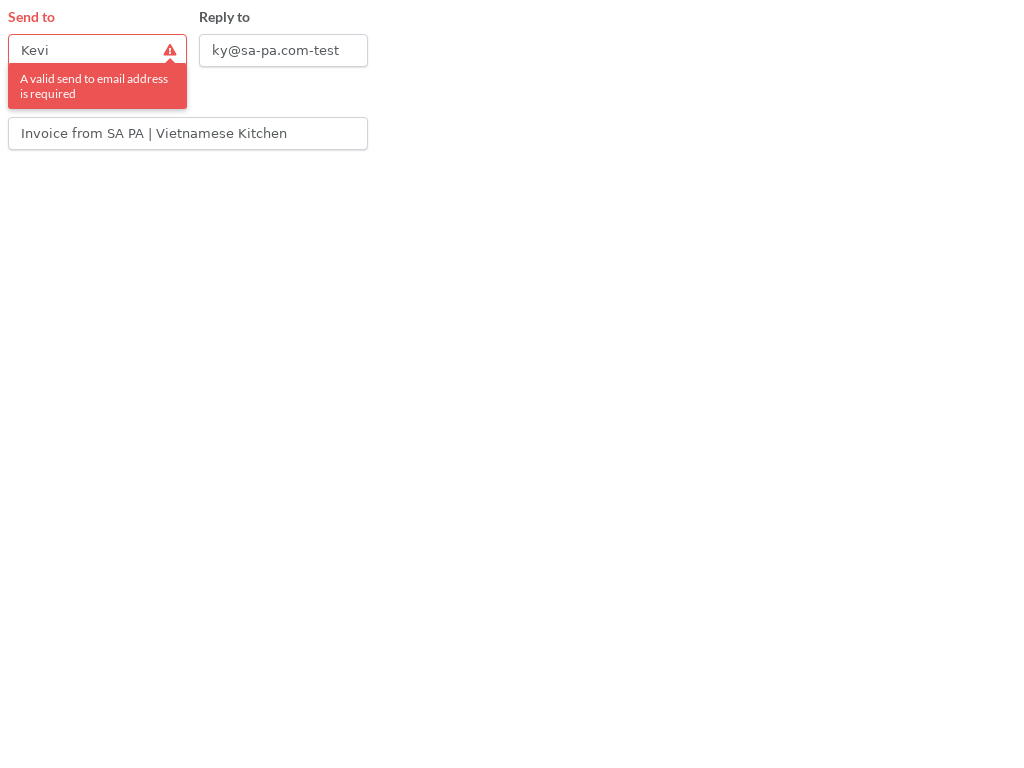 Send to
Reply to
Kevi
ky@sa-pa.com-test
A valid send to email address
is required
Invoice from SA PA | Vietnamese Kitchen